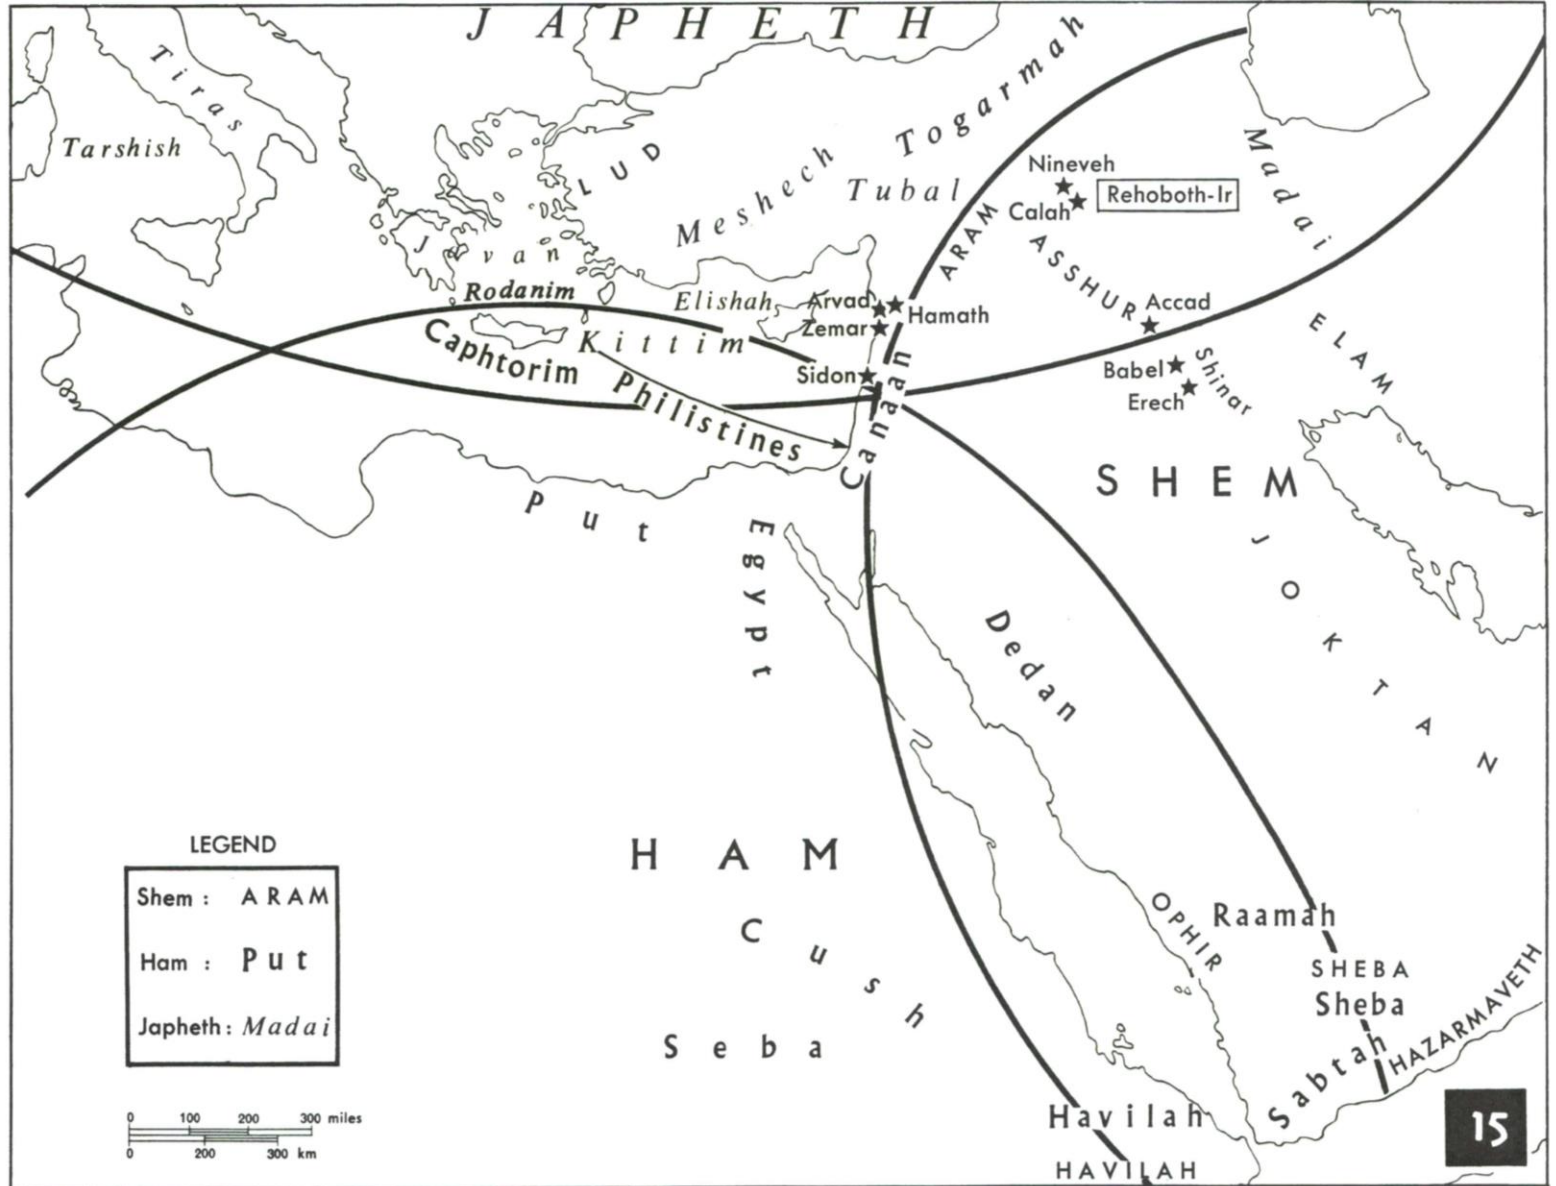 JAPHETH
Tiras
Tarshish
LUD
Meshech
Togarmah
Tubal
Javan
Nineveh
Calah
Rehoboth-Ir
Madai
ARAM
ASSHUR
Accad
Rodanim
Elishah
Arvad
Hamath
Zemar
Kittim
Caphtorim
Philistines
Sidon
Canaan
Babel
Erech
Shinar
ELAM
SHEM
JOKTAN
Put
Egypt
Dedan
HAM
Cush
Seba
OPHIR
Raamah
SHEBA
Sheba
Sabtah
HAZARMAVETH
Havilah
HAVILAH
LEGEND
Shem : ARAM
Ham : Put
Japheth : Madai
0 100 200 300 miles
0 200 300 km
15